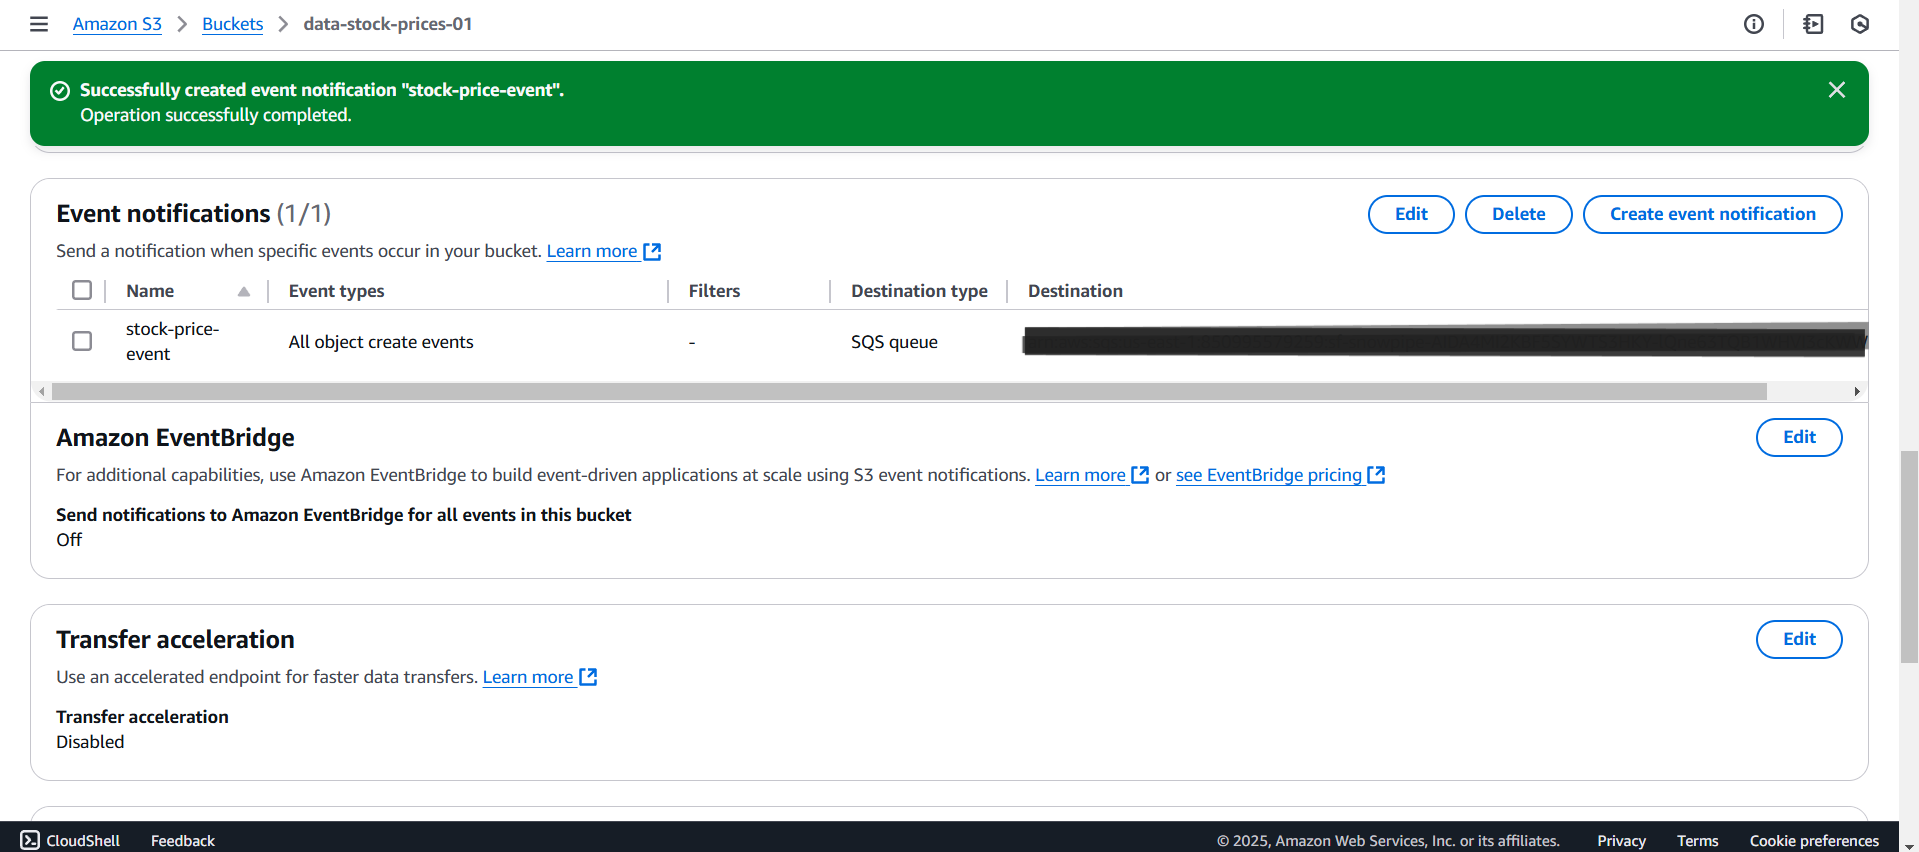 Amazon S3 > Buckets > data-stock-prices-01
Successfully created event notification "stock-price-event".
Operation successfully completed.
Event notifications (1/1)
Edit
Delete
Create event notification
Send a notification when specific events occur in your bucket. Learn more
Name
Event types
Filters
Destination type
Destination
stock-price-
event
All object create events
-
SQS queue
Amazon EventBridge
Edit
For additional capabilities, use Amazon EventBridge to build event-driven applications at scale using S3 event notifications. Learn more or see EventBridge pricing
Send notifications to Amazon EventBridge for all events in this bucket
Off
Transfer acceleration
Edit
Use an accelerated endpoint for faster data transfers. Learn more
Transfer acceleration
Disabled
CloudShell
Feedback
© 2025, Amazon Web Services, Inc. or its affiliates.
Privacy
Terms
Cookie preferences